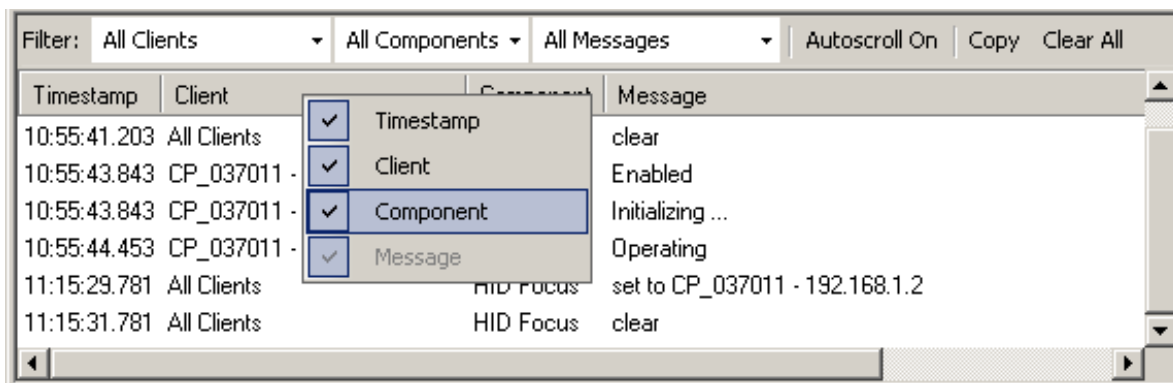 Filter: All Clients All Components All Messages Autoscroll On Copy Clear All
Timestamp Client Component Message
10:55:41.203 All Clients Timestamp clear
10:55:43.843 CP_037011 - Client Enabled
10:55:43.843 CP_037011 - Component Initializing ...
10:55:44.453 CP_037011 - Message Operating
11:15:29.781 All Clients HID Focus set to CP_037011 - 192.168.1.2
11:15:31.781 All Clients HID Focus clear